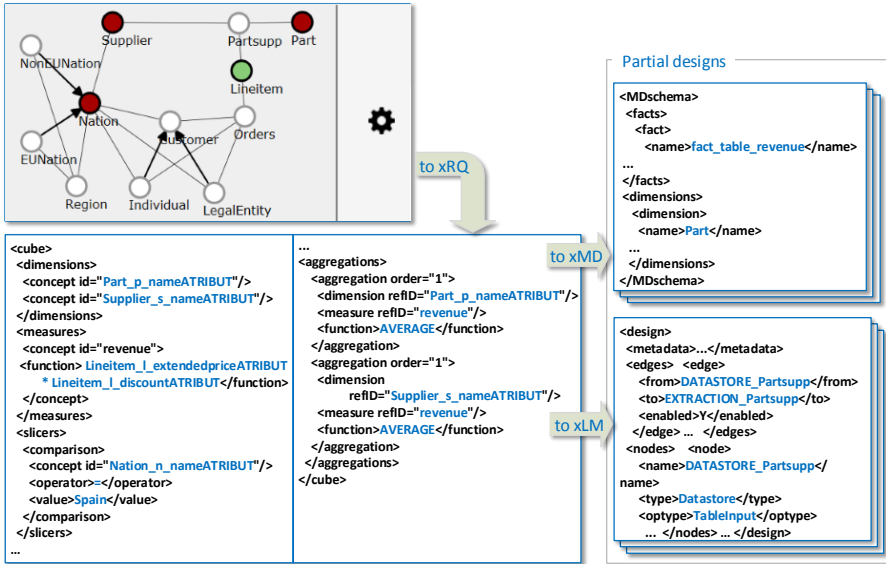 Supplier
Partsupp
Part
NonEUNation
Lineitem
Nation
Customer
Orders
EUNation
Region
Individual
LegalEntity
to xRQ
<cube>
<dimensions>
<concept id="Part_p_nameATRIBUT"/>
<concept id="Supplier_s_nameATRIBUT"/>
</dimensions>
<measures>
<concept id="revenue">
<function> Lineitem_l_extendedpriceATRIBUT
* Lineitem_l_discountATRIBUT</function>
</concept>
</measures>
<slicers>
<comparison>
<concept id="Nation_n_nameATRIBUT"/>
<operator>=</operator>
<value>Spain</value>
</comparison>
</slicers>
...
...
<aggregations>
<aggregation order="1">
<dimension refID="Part_p_nameATRIBUT"/>
<measure refID="revenue"/>
<function>AVERAGE</function>
</aggregation>
<aggregation order="1">
<dimension
refID="Supplier_s_nameATRIBUT"/>
<measure refID="revenue"/>
<function>AVERAGE</function>
</aggregation>
</aggregations>
</cube>
to xMD
to xLM
Partial designs
<MDschema>
<facts>
<fact>
<name>fact_table_revenue</name>
...
</facts>
<dimensions>
<dimension>
<name>Part</name>
...
</dimensions>
</MDschema>
<design>
<metadata>...</metadata>
<edges> <edge>
<from>DATASTORE_Partsupp</from>
<to>EXTRACTION_Partsupp</to>
<enabled>Y</enabled>
</edge> ... </edges>
<nodes> <node>
<name>DATASTORE_Partsupp</
name>
<type>Datastore</type>
<optype>TableInput</optype>
... </nodes> ... </design>